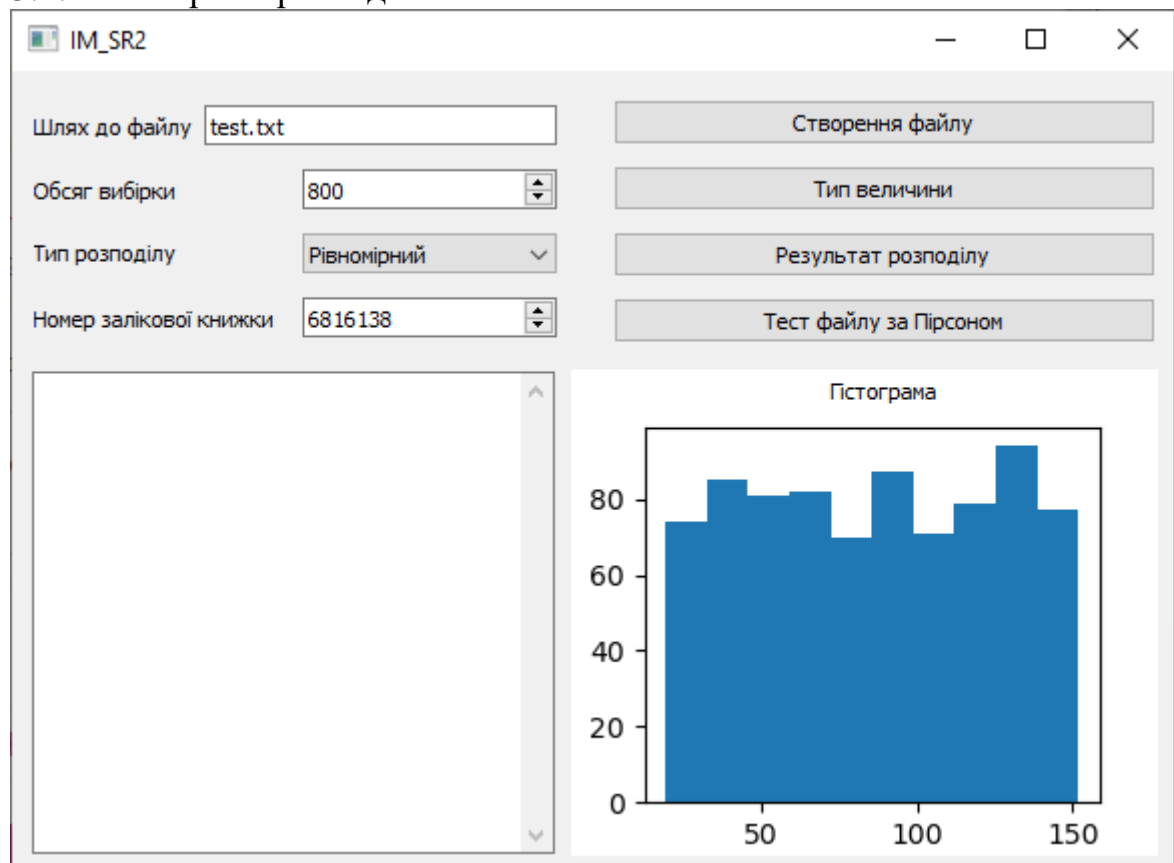 IM_SR2
Шлях до файлу test.txt
Створення файлу
Обсяг вибірки 800
Тип величини
Тип розподілу Рівномірний
Результат розподілу
Номер залікової книжки 6816138
Тест файлу за Пірсоном
Гістограма
80
60
40
20
0
50 100 150